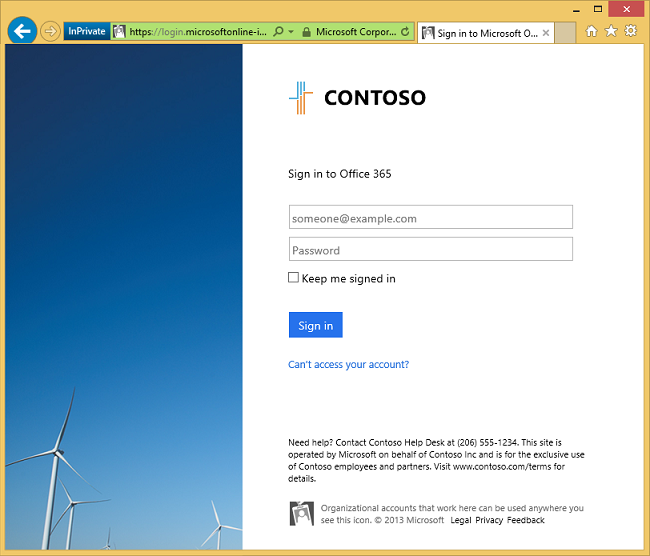 InPrivate
https://login.microsoftonline-i...
Microsoft Corpor...
Sign in to Microsoft O...
CONTOSO
Sign in to Office 365
someone@example.com
Password
Keep me signed in
Sign in
Can't access your account?
Need help? Contact Contoso Help Desk at (206) 555-1234. This site is
operated by Microsoft on behalf of Contoso Inc and is for the exclusive use
of Contoso employees and partners. Visit www.contoso.com/terms for
details.
Organizational accounts that work here can be used anywhere you
see this icon. © 2013 Microsoft Legal Privacy Feedback